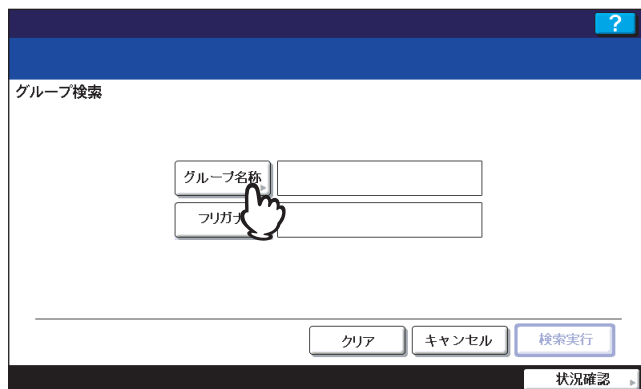 ?
グループ検索
グループ名称
フリガナ
クリア
キャンセル
検索実行
状況確認